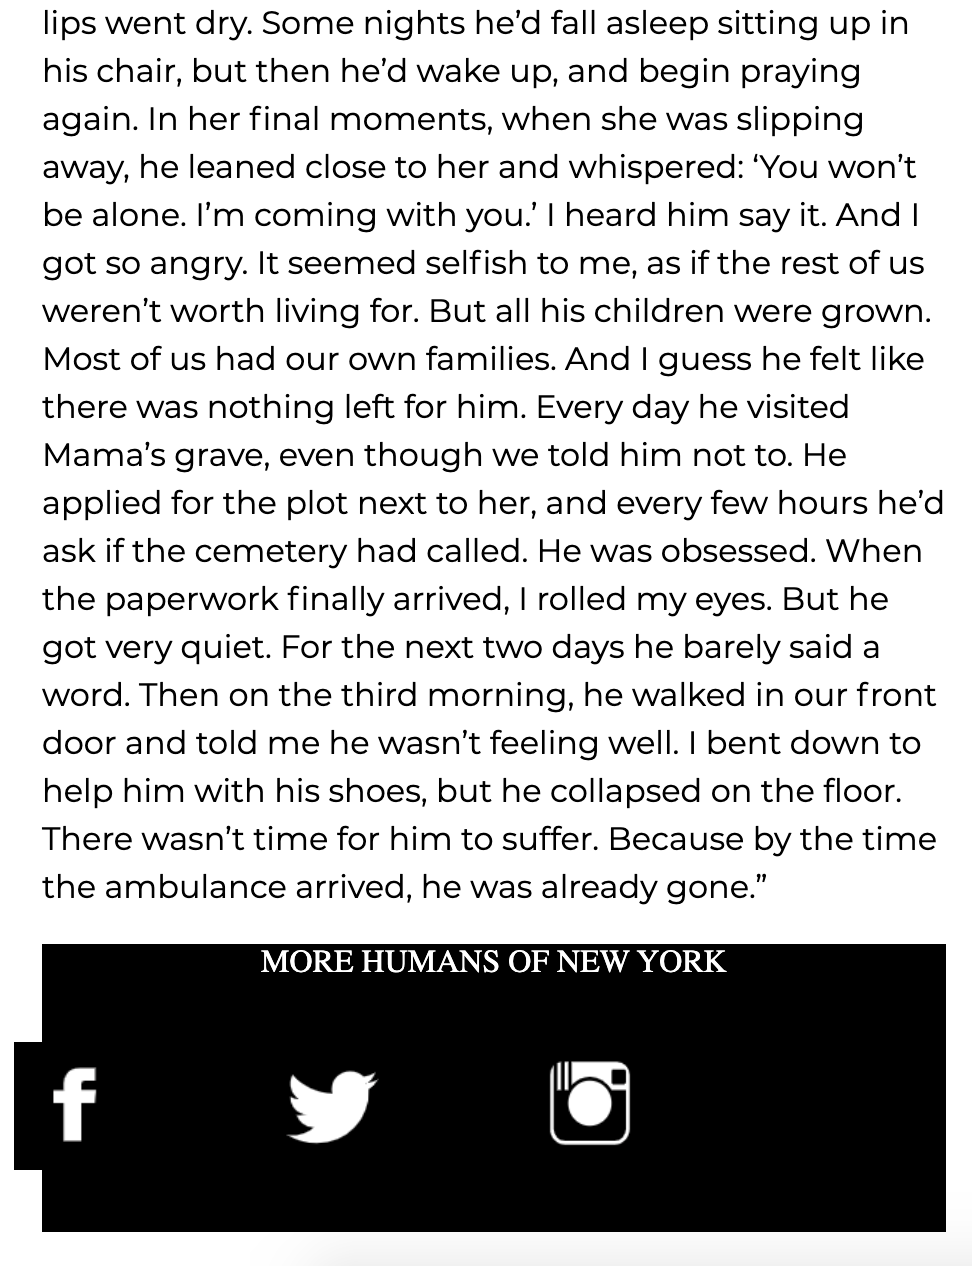 lips went dry. Some nights he’d fall asleep sitting up in
his chair, but then he’d wake up, and begin praying
again. In her final moments, when she was slipping
away, he leaned close to her and whispered: ‘You won’t
be alone. I’m coming with you.’ I heard him say it. And I
got so angry. It seemed selfish to me, as if the rest of us
weren’t worth living for. But all his children were grown.
Most of us had our own families. And I guess he felt like
there was nothing left for him. Every day he visited
Mama’s grave, even though we told him not to. He
applied for the plot next to her, and every few hours he’d
ask if the cemetery had called. He was obsessed. When
the paperwork finally arrived, I rolled my eyes. But he
got very quiet. For the next two days he barely said a
word. Then on the third morning, he walked in our front
door and told me he wasn’t feeling well. I bent down to
help him with his shoes, but he collapsed on the floor.
There wasn’t time for him to suffer. Because by the time
the ambulance arrived, he was already gone.”
MORE HUMANS OF NEW YORK